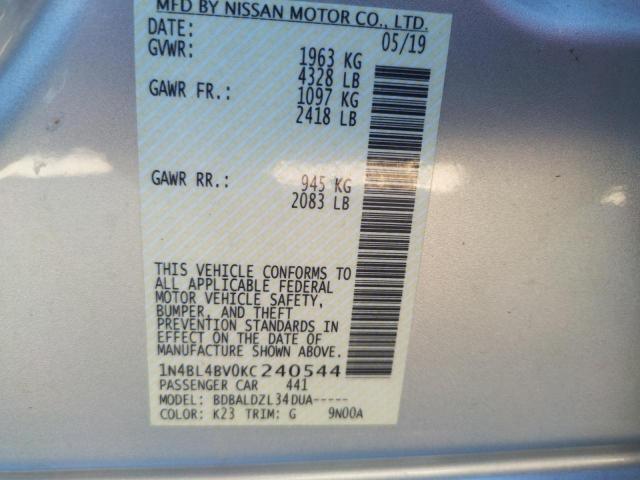 MFD BY NISSAN MOTOR CO., LTD.
DATE: 05/19
GVWR: 1963 KG
4328 LB
GAWR FR.: 1097 KG
2418 LB
GAWR RR.: 945 KG
2083 LB
THIS VEHICLE CONFORMS TO
ALL APPLICABLE FEDERAL
MOTOR VEHICLE SAFETY,
BUMPER, AND THEFT
PREVENTION STANDARDS IN
EFFECT ON THE DATE OF
MANUFACTURE SHOWN ABOVE.
1N4BL4BV0KC240544
PASSENGER CAR 441
MODEL: BDBALDZL34DUA-----
COLOR: K23 TRIM: G 9N00A